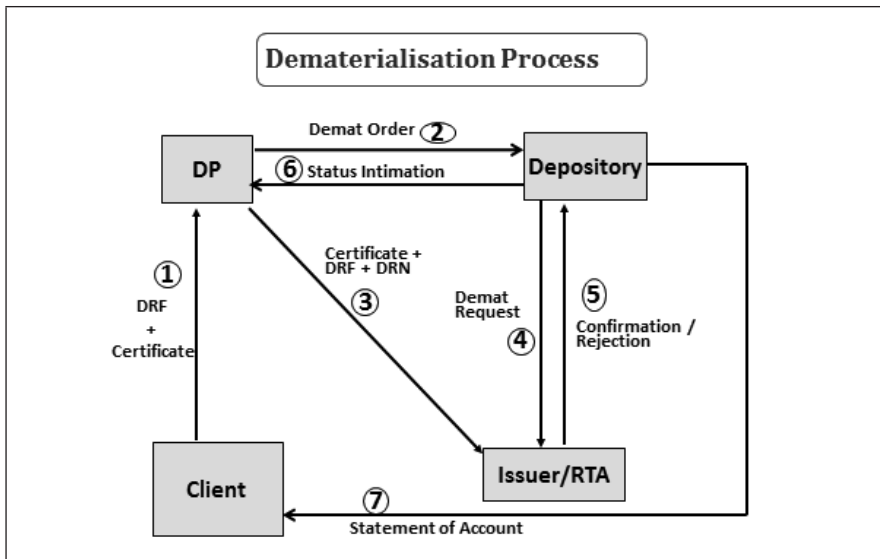 Dematerialisation Process
Demat Order 2
DP
6 Status Intimation
Depository
1
DRF
+
Certificate
Certificate +
DRF + DRN
3
Demat
Request
4
5
Confirmation /
Rejection
Client
Issuer/RTA
7
Statement of Account